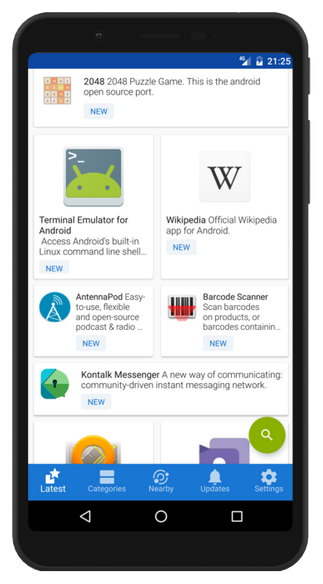 4G 21:25
2048 2048 Puzzle Game. This is the android
open source port.
NEW
Terminal Emulator for
Android
Access Android's built-in
Linux command line shell...
NEW
Wikipedia Official Wikipedia
app for Android.
NEW
AntennaPod Easy-
to-use, flexible
and open-source
podcast & radio ...
NEW
Barcode Scanner
Scan barcodes
on products, or
barcodes containin...
NEW
Kontalk Messenger A new way of communicating:
community-driven instant messaging network.
NEW
Latest Categories Nearby Updates Settings